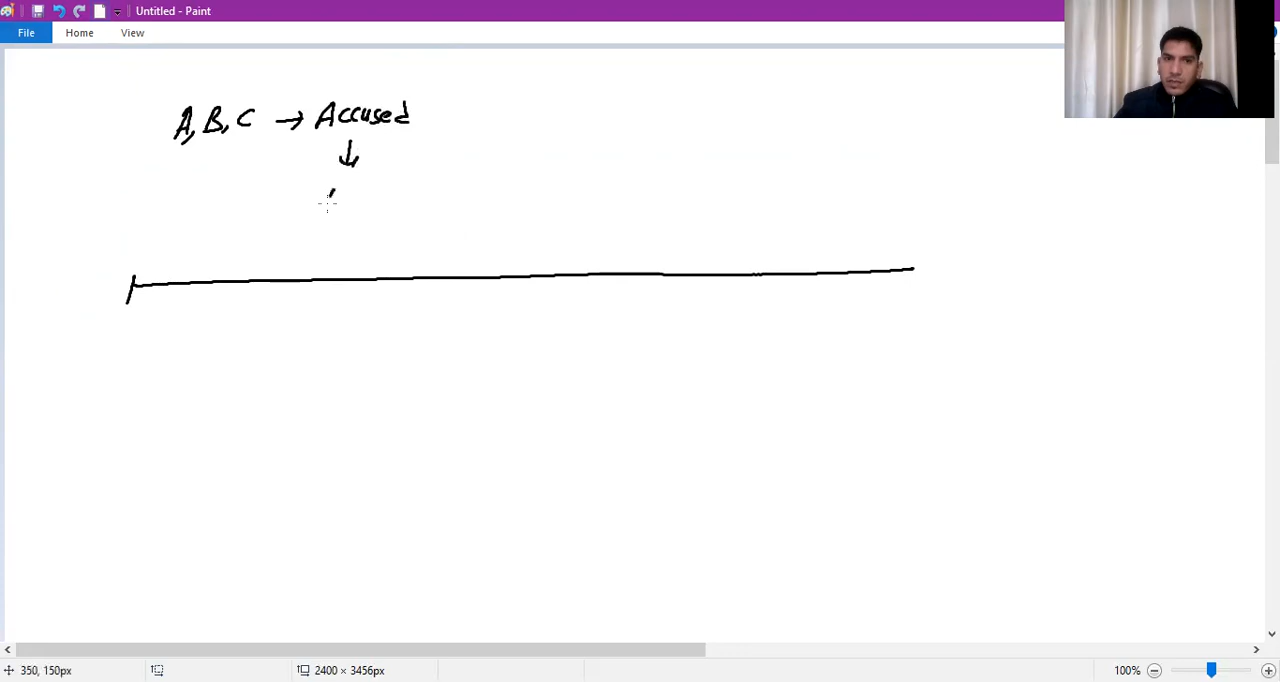 Untitled - Paint
File Home View
A, B, C → Accused
↓
350, 150px
2400 × 3456px
100%